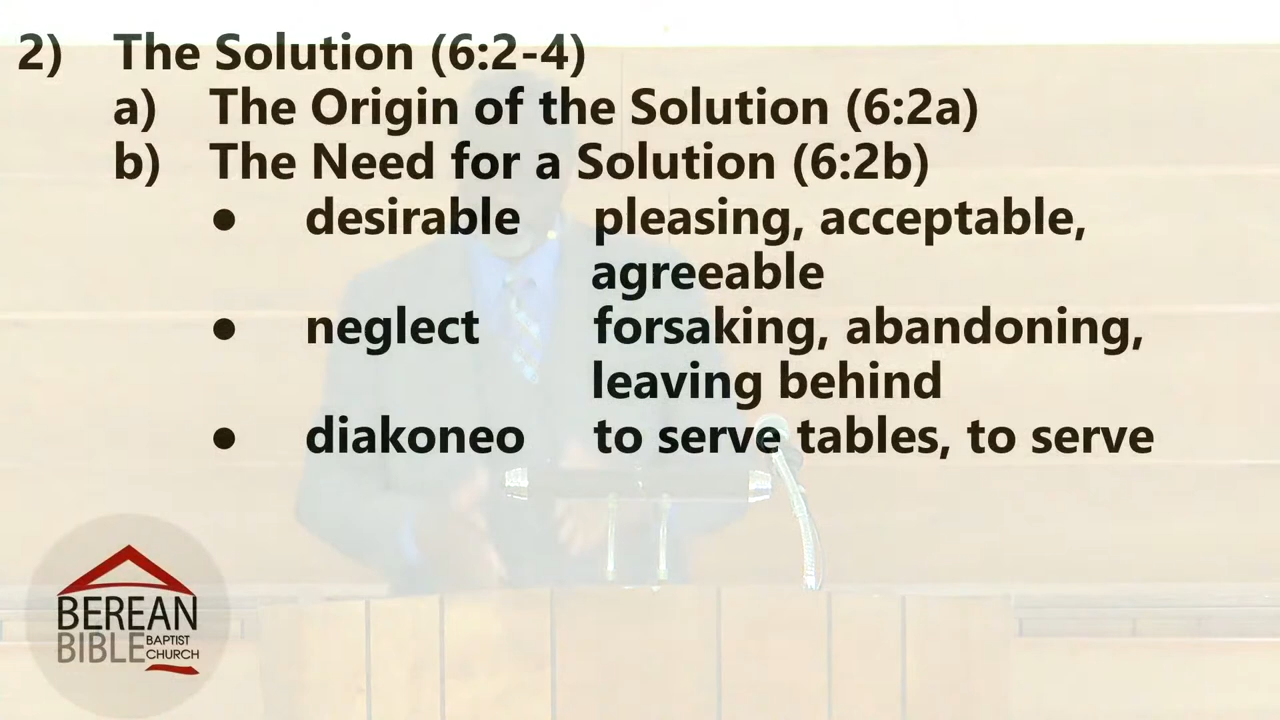 2) The Solution (6:2-4)
a) The Origin of the Solution (6:2a)
b) The Need for a Solution (6:2b)
● desirable pleasing, acceptable,
agreeable
● neglect forsaking, abandoning,
leaving behind
● diakoneo to serve tables, to serve
BEREAN
BIBLE BAPTIST
CHURCH